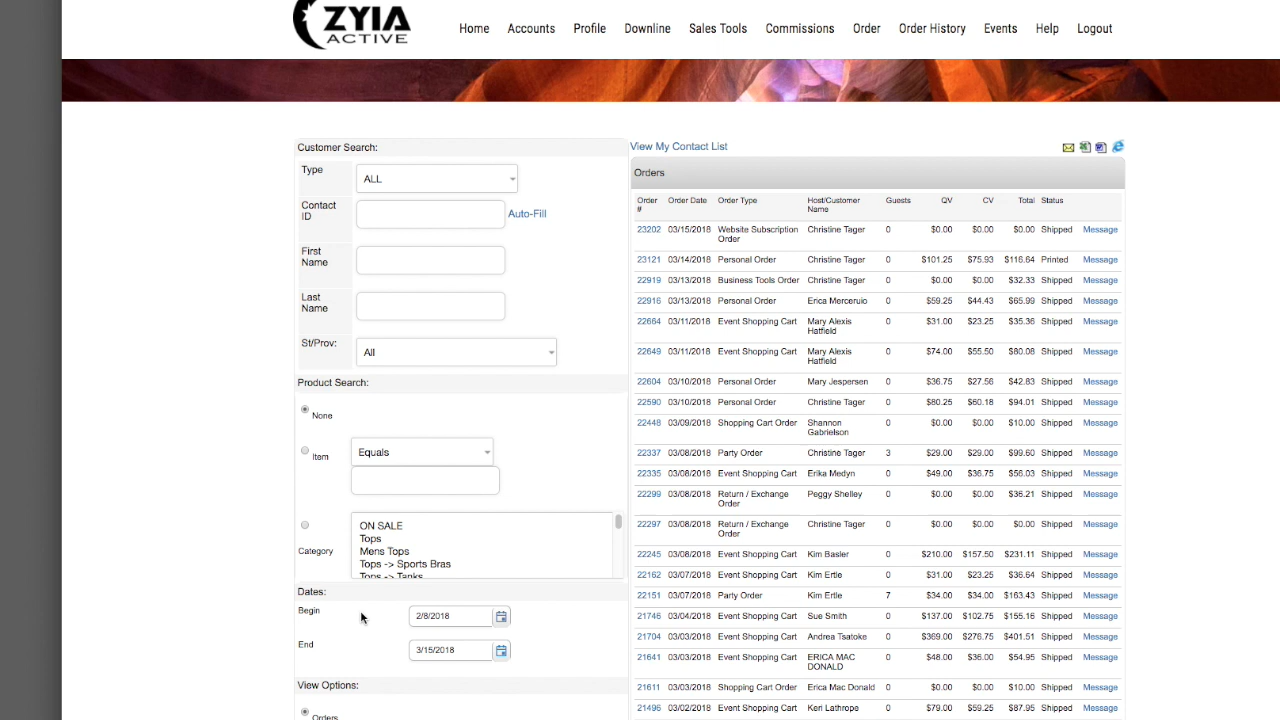 ZYIA
ACTIVE
Home Accounts Profile Downline Sales Tools Commissions Order Order History Events Help Logout
Customer Search:
Type ALL
Contact ID Auto-Fill
First Name
Last Name
St/Prov: All
Product Search:
None
Item Equals
Category
ON SALE
Tops
Mens Tops
Tops -> Sports Bras
Tops -> Tanks
Dates:
Begin 2/8/2018
End 3/15/2018
View Options:
Orders
View My Contact List
Orders
Order # Order Date Order Type Host/Customer Name Guests QV CV Total Status
23202 03/15/2018 Website Subscription Order Christine Tager 0 $0.00 $0.00 $0.00 Shipped Message
23121 03/14/2018 Personal Order Christine Tager 0 $101.25 $75.93 $116.64 Printed Message
22919 03/13/2018 Business Tools Order Christine Tager 0 $0.00 $0.00 $32.33 Shipped Message
22916 03/13/2018 Personal Order Erica Merceruio 0 $59.25 $44.43 $65.99 Shipped Message
22664 03/11/2018 Event Shopping Cart Mary Alexis Hatfield 0 $31.00 $23.25 $35.36 Shipped Message
22649 03/11/2018 Event Shopping Cart Mary Alexis Hatfield 0 $74.00 $55.50 $80.08 Shipped Message
22604 03/10/2018 Personal Order Mary Jespersen 0 $36.75 $27.56 $42.83 Shipped Message
22590 03/10/2018 Personal Order Christine Tager 0 $80.25 $60.18 $94.01 Shipped Message
22448 03/09/2018 Shopping Cart Order Shannon Gabrielson 0 $0.00 $0.00 $10.00 Shipped Message
22337 03/08/2018 Party Order Christine Tager 3 $29.00 $29.00 $99.60 Shipped Message
22335 03/08/2018 Event Shopping Cart Erika Medyn 0 $49.00 $36.75 $56.03 Shipped Message
22299 03/08/2018 Return / Exchange Order Peggy Shelley 0 $0.00 $0.00 $36.21 Shipped Message
22297 03/08/2018 Return / Exchange Order Christine Tager 0 $0.00 $0.00 $0.00 Shipped Message
22245 03/08/2018 Event Shopping Cart Kim Basler 0 $210.00 $157.50 $231.11 Shipped Message
22162 03/07/2018 Event Shopping Cart Kim Ertle 0 $31.00 $23.25 $36.64 Shipped Message
22151 03/07/2018 Party Order Kim Ertle 7 $34.00 $34.00 $163.43 Shipped Message
21746 03/04/2018 Event Shopping Cart Sue Smith 0 $137.00 $102.75 $155.16 Shipped Message
21704 03/03/2018 Event Shopping Cart Andrea Tsatoke 0 $369.00 $276.75 $401.51 Shipped Message
21641 03/03/2018 Event Shopping Cart ERICA MAC DONALD 0 $48.00 $36.00 $54.95 Shipped Message
21611 03/03/2018 Shopping Cart Order Erica Mac Donald 0 $0.00 $0.00 $10.00 Shipped Message
21496 03/02/2018 Event Shopping Cart Keri Lathrope 0 $79.00 $59.25 $87.95 Shipped Message